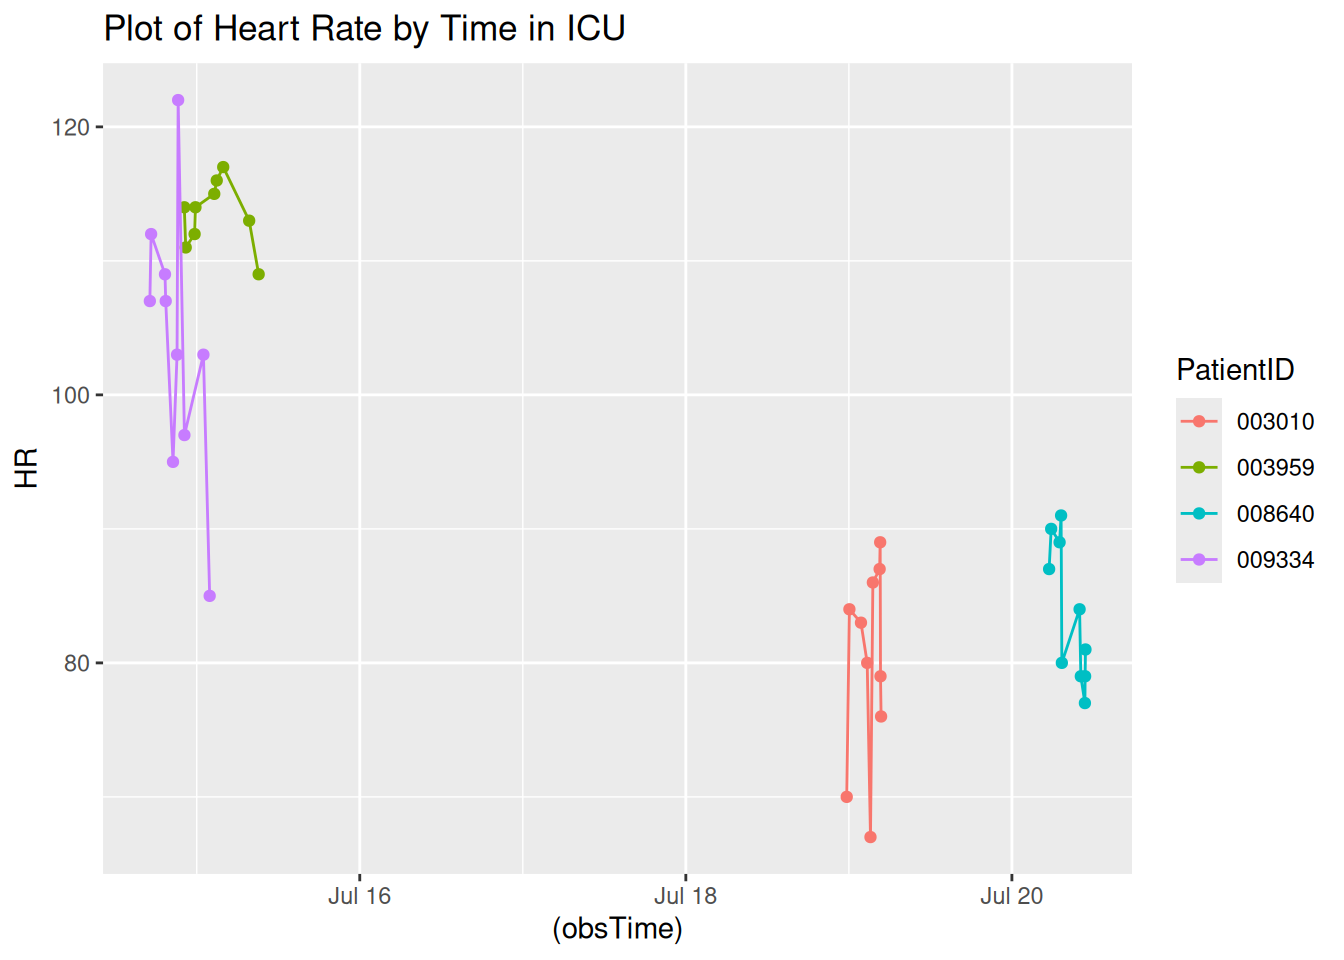 Plot of Heart Rate by Time in ICU
120
100
80
HR
Jul 16
Jul 18
Jul 20
(obsTime)
PatientID
003010
003959
008640
009334